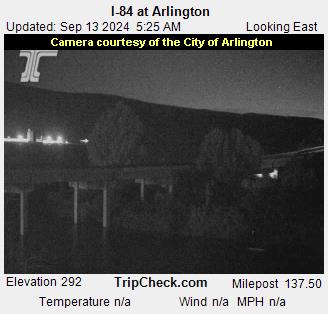 I-84 at Arlington
Updated: Sep 13 2024 5:25 AM Looking East
Camera courtesy of the City of Arlington
Elevation 292 TripCheck.com Milepost 137.50
Temperature n/a Wind n/a MPH n/a